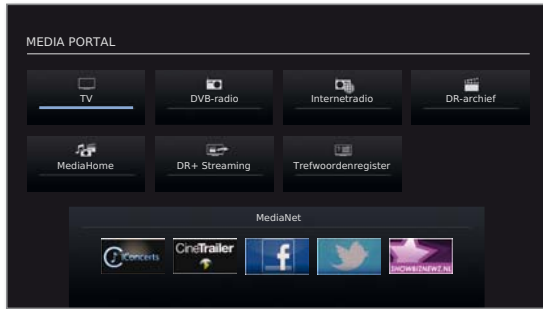 MEDIA PORTAL
TV
DVB-radio
Internetradio
DR-archief
MediaHome
DR+ Streaming
Trefwoordenregister
MediaNet
iConcerts
CineTrailer
f
SHOWBIZNEWZ.NL